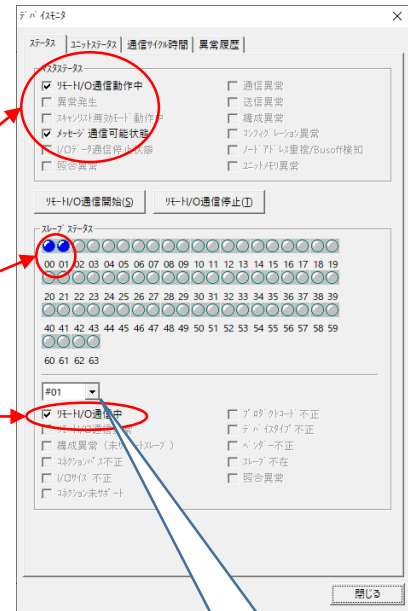 デバイスモニタ
ステータス ユニットステータス 通信サイクル時間 異常履歴
マスタステータス
リモートI/O通信動作中 通信異常
異常発生 送信異常
スキャンリスト無効モード動作中 構成異常
メッセージ通信可能状態 コンフィグレーション異常
I/Oデータ通信停止状態 ノードアドレス重複/Busoff検知
照合異常 ユニットメモリ異常
リモートI/O通信開始(S) リモートI/O通信停止(T)
スレーブステータス
00 01 02 03 04 05 06 07 08 09 10 11 12 13 14 15 16 17 18 19
20 21 22 23 24 25 26 27 28 29 30 31 32 33 34 35 36 37 38 39
40 41 42 43 44 45 46 47 48 49 50 51 52 53 54 55 56 57 58 59
60 61 62 63
#01
リモートI/O通信中 プロダクトコード不正
リモートI/O通信異常 デバイスタイプ不正
構成異常（未サポートスレーブ） ベンダー不正
コネクションパス不正 スレーブ不在
I/Oサイズ不正 照合異常
コネクション未サポート
閉じる